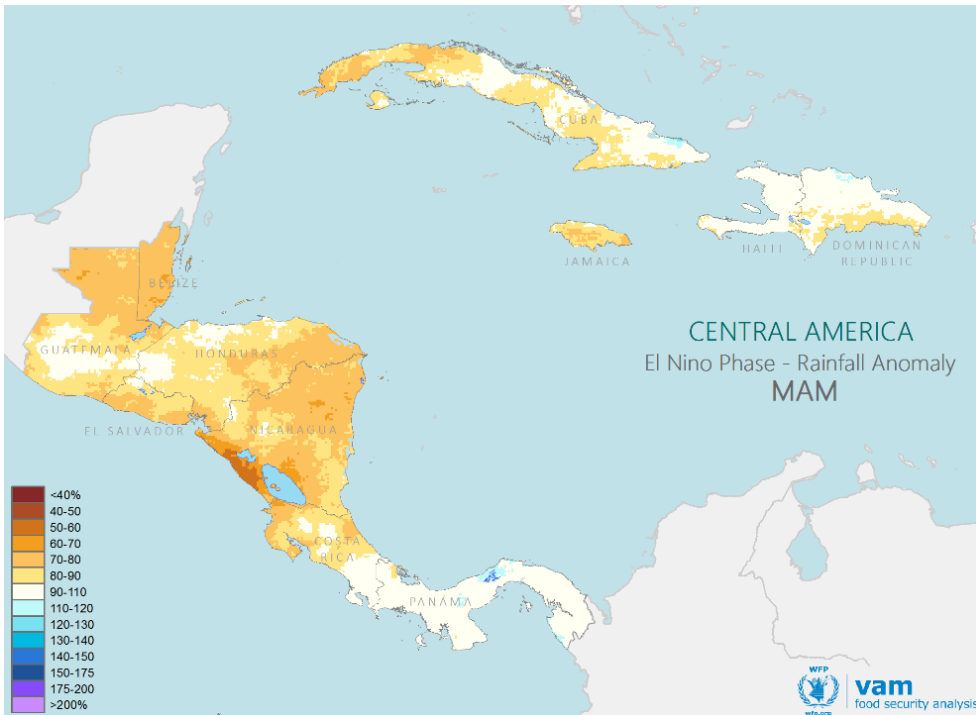 CUBA
JAMAICA
HAITI
DOMINICAN
REPUBLIC
BELIZE
GUATEMALA
HONDURAS
EL SALVADOR
NICARAGUA
COSTA
RICA
PANAMA
CENTRAL AMERICA
El Nino Phase - Rainfall Anomaly
MAM
<40%
40-50
50-60
60-70
70-80
80-90
90-110
110-120
120-130
130-140
140-150
150-175
175-200
>200%
WFP
wfp.org
vam
food security analysis